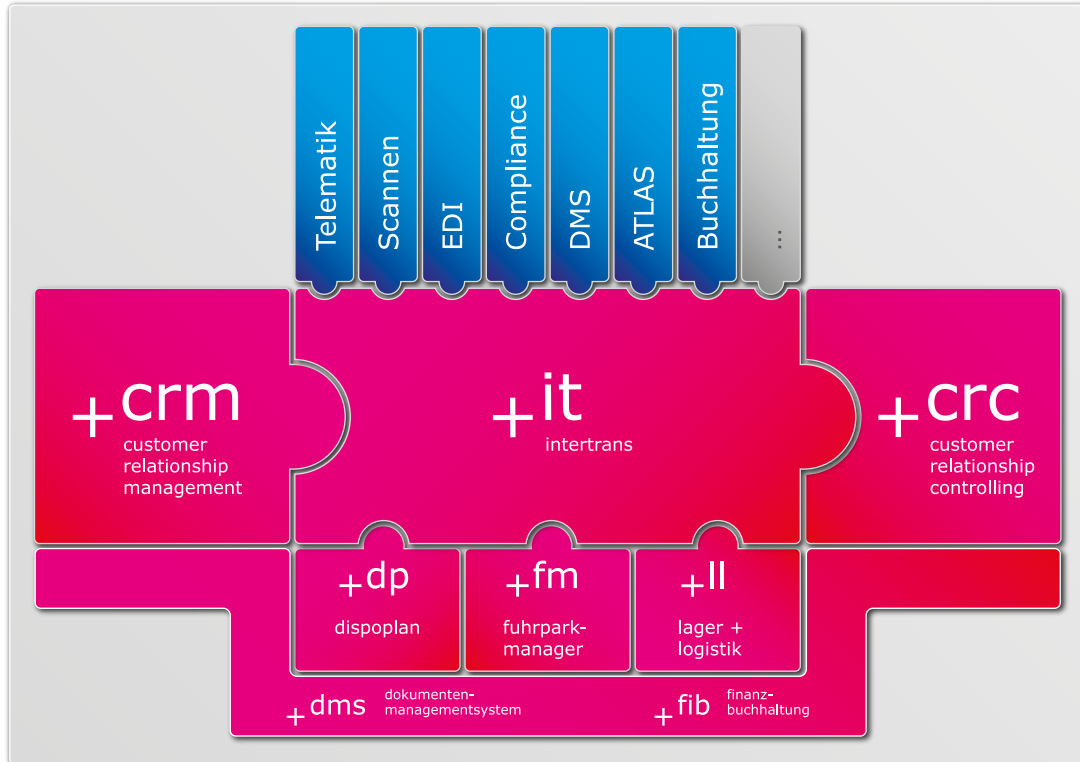 Telematik
Scannen
EDI
Compliance
DMS
ATLAS
Buchhaltung
...
+crm
customer
relationship
management
+it
intertrans
+crc
customer
relationship
controlling
+dp
dispoplan
+fm
fuhrpark-
manager
+ll
lager +
logistik
+dms
dokumenten-
managementsystem
+fib
finanz-
buchhaltung